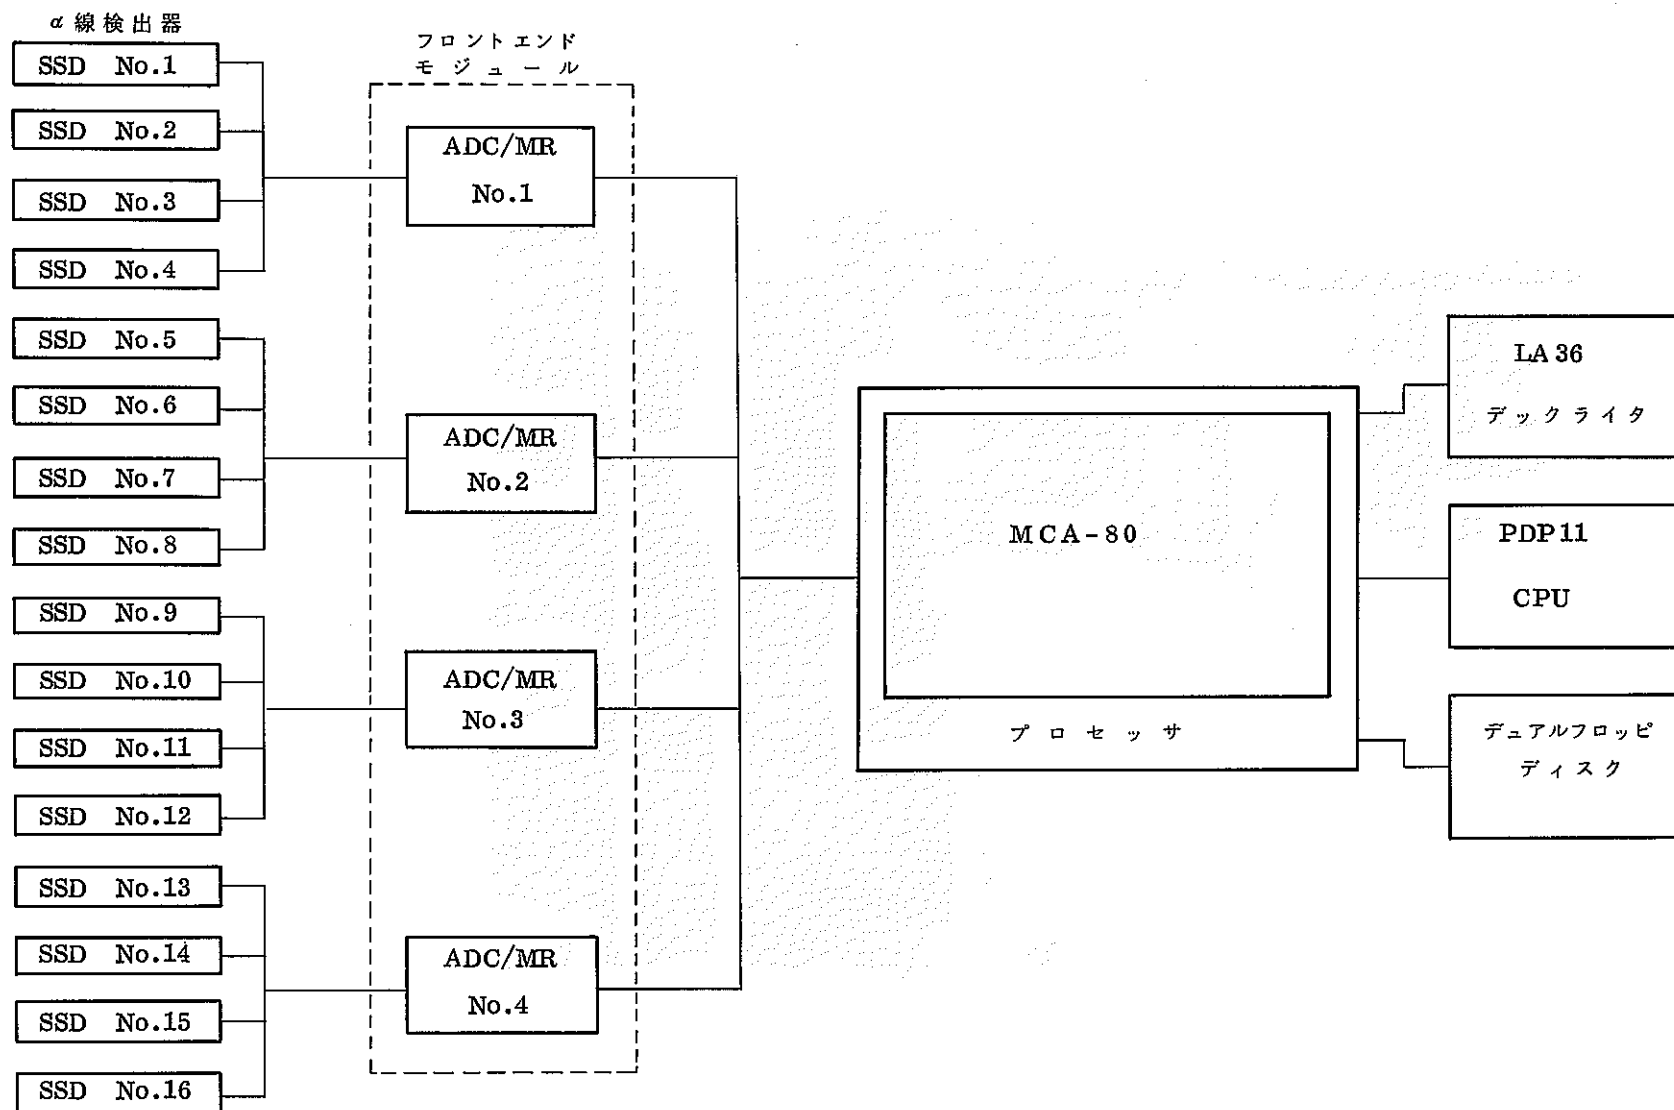 α線検出器
SSD No.1
SSD No.2
SSD No.3
SSD No.4
SSD No.5
SSD No.6
SSD No.7
SSD No.8
SSD No.9
SSD No.10
SSD No.11
SSD No.12
SSD No.13
SSD No.14
SSD No.15
SSD No.16
フロントエンド
モジュール
ADC/MR
No.1
ADC/MR
No.2
ADC/MR
No.3
ADC/MR
No.4
MCA-80
プロセッサ
LA36
デックライタ
PDP11
CPU
デュアルフロッピ
ディスク